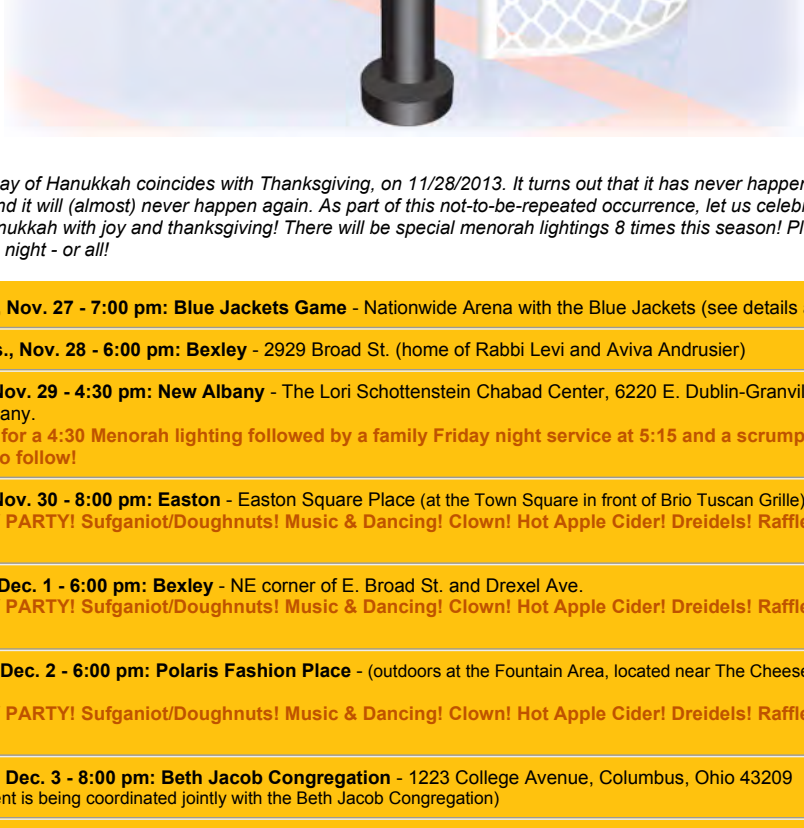 ay of Hanukkah coincides with Thanksgiving, on 11/28/2013. It turns out that it has never happen
nd it will (almost) never happen again. As part of this not-to-be-repeated occurrence, let us celebr
nukkah with joy and thanksgiving! There will be special menorah lightings 8 times this season! Pl
night - or all!
Nov. 27 - 7:00 pm: Blue Jackets Game - Nationwide Arena with the Blue Jackets (see details
s., Nov. 28 - 6:00 pm: Bexley - 2929 Broad St. (home of Rabbi Levi and Aviva Andrusier)
Nov. 29 - 4:30 pm: New Albany - The Lori Schottenstein Chabad Center, 6220 E. Dublin-Granvil
any.
for a 4:30 Menorah lighting followed by a family Friday night service at 5:15 and a scrump
o follow!
Nov. 30 - 8:00 pm: Easton - Easton Square Place (at the Town Square in front of Brio Tuscan Grille)
PARTY! Sufganiot/Doughnuts! Music & Dancing! Clown! Hot Apple Cider! Dreidels! Raffle
Dec. 1 - 6:00 pm: Bexley - NE corner of E. Broad St. and Drexel Ave.
PARTY! Sufganiot/Doughnuts! Music & Dancing! Clown! Hot Apple Cider! Dreidels! Raffle
Dec. 2 - 6:00 pm: Polaris Fashion Place - (outdoors at the Fountain Area, located near The Cheese
PARTY! Sufganiot/Doughnuts! Music & Dancing! Clown! Hot Apple Cider! Dreidels! Raffle
Dec. 3 - 8:00 pm: Beth Jacob Congregation - 1223 College Avenue, Columbus, Ohio 43209
ent is being coordinated jointly with the Beth Jacob Congregation)